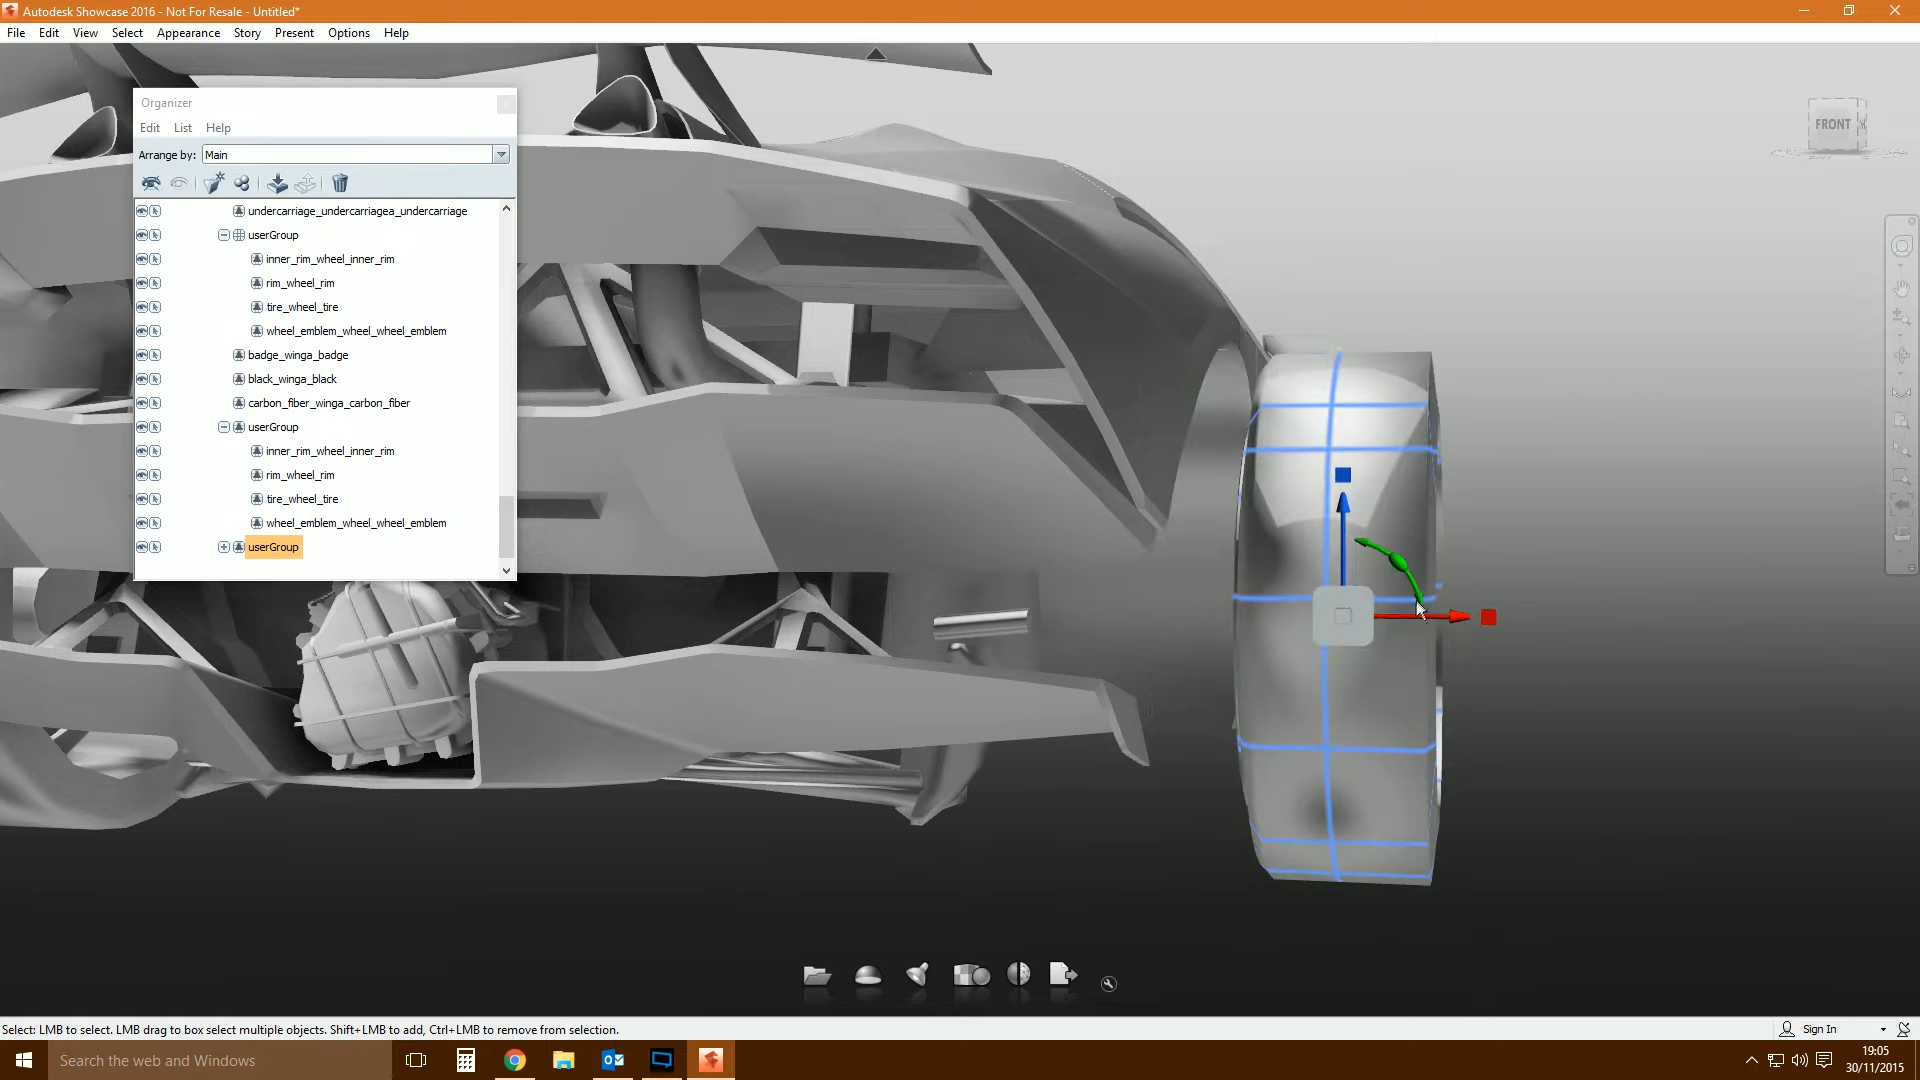 Autodesk Showcase 2016 - Not For Resale - Untitled*
File Edit View Select Appearance Story Present Options Help
FRONT
Organizer
Edit List Help
Arrange by: Main
undercarriage_undercarriagea_undercarriage
userGroup
inner_rim_wheel_inner_rim
rim_wheel_rim
tire_wheel_tire
wheel_emblem_wheel_wheel_emblem
badge_winga_badge
black_winga_black
carbon_fiber_winga_carbon_fiber
userGroup
inner_rim_wheel_inner_rim
rim_wheel_rim
tire_wheel_tire
wheel_emblem_wheel_wheel_emblem
userGroup
Select: LMB to select. LMB drag to box select multiple objects. Shift+LMB to add, Ctrl+LMB to remove from selection.
Sign In
Search the web and Windows
19:05
30/11/2015